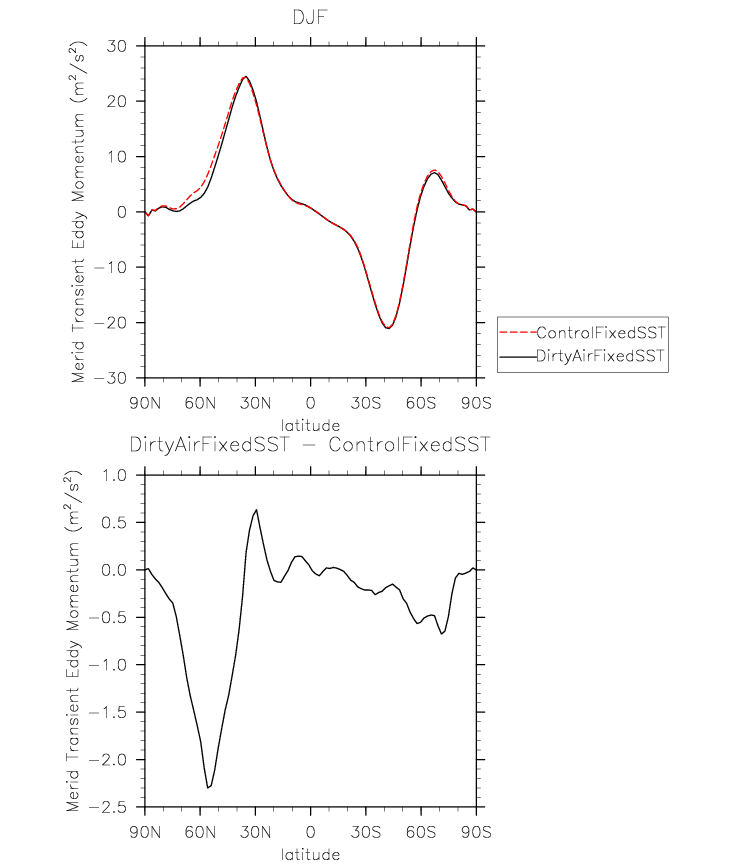 DJF
Merid Transient Eddy Momentum (m²/s²)
30
20
10
0
−10
−20
−30
90N 60N 30N 0 30S 60S 90S
latitude
ControlFixedSST
DirtyAirFixedSST
DirtyAirFixedSST − ControlFixedSST
Merid Transient Eddy Momentum (m²/s²)
1.0
0.5
0.0
−0.5
−1.0
−1.5
−2.0
−2.5
90N 60N 30N 0 30S 60S 90S
latitude